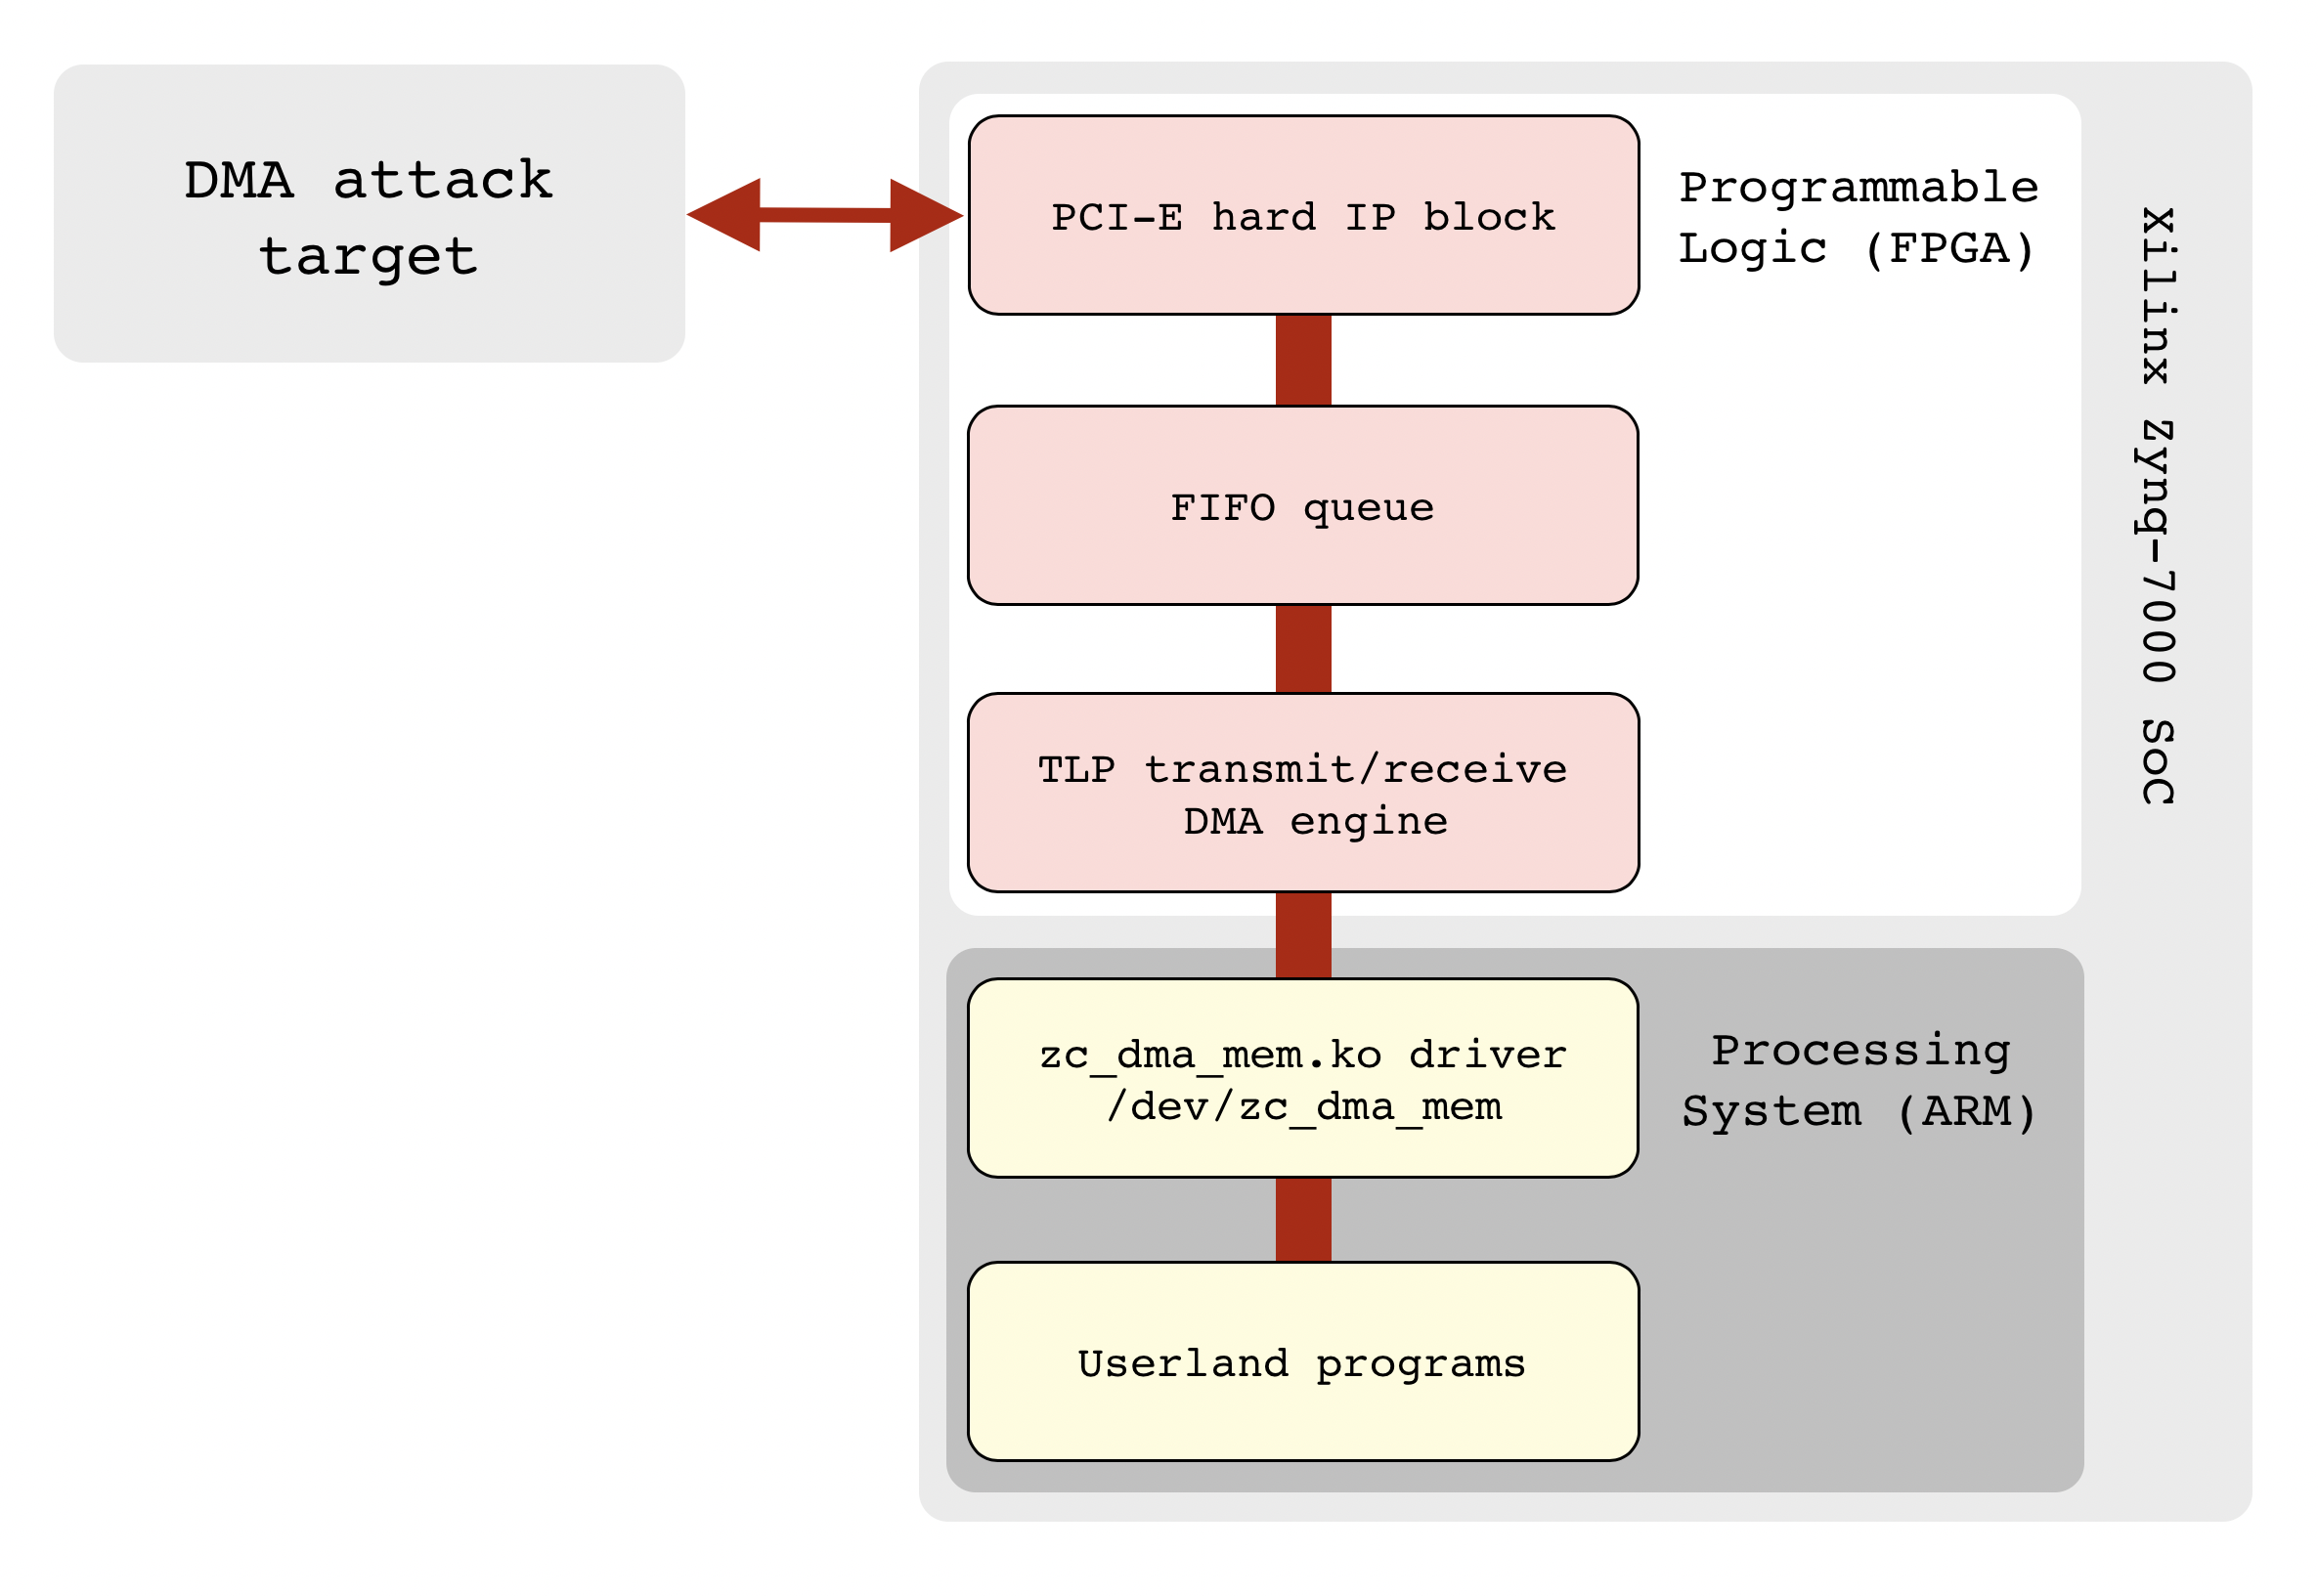 DMA attack
target
PCI-E hard IP block
Programmable
Logic (FPGA)
FIFO queue
TLP transmit/receive
DMA engine
Xilinx Zynq-7000 SoC
zc_dma_mem.ko driver
/dev/zc_dma_mem
Processing
System (ARM)
Userland programs